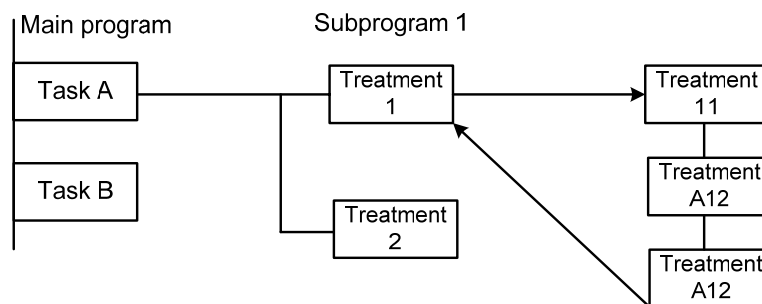 Main program
Subprogram 1
Task A
Treatment
1
Treatment
11
Task B
Treatment
A12
Treatment
2
Treatment
A12